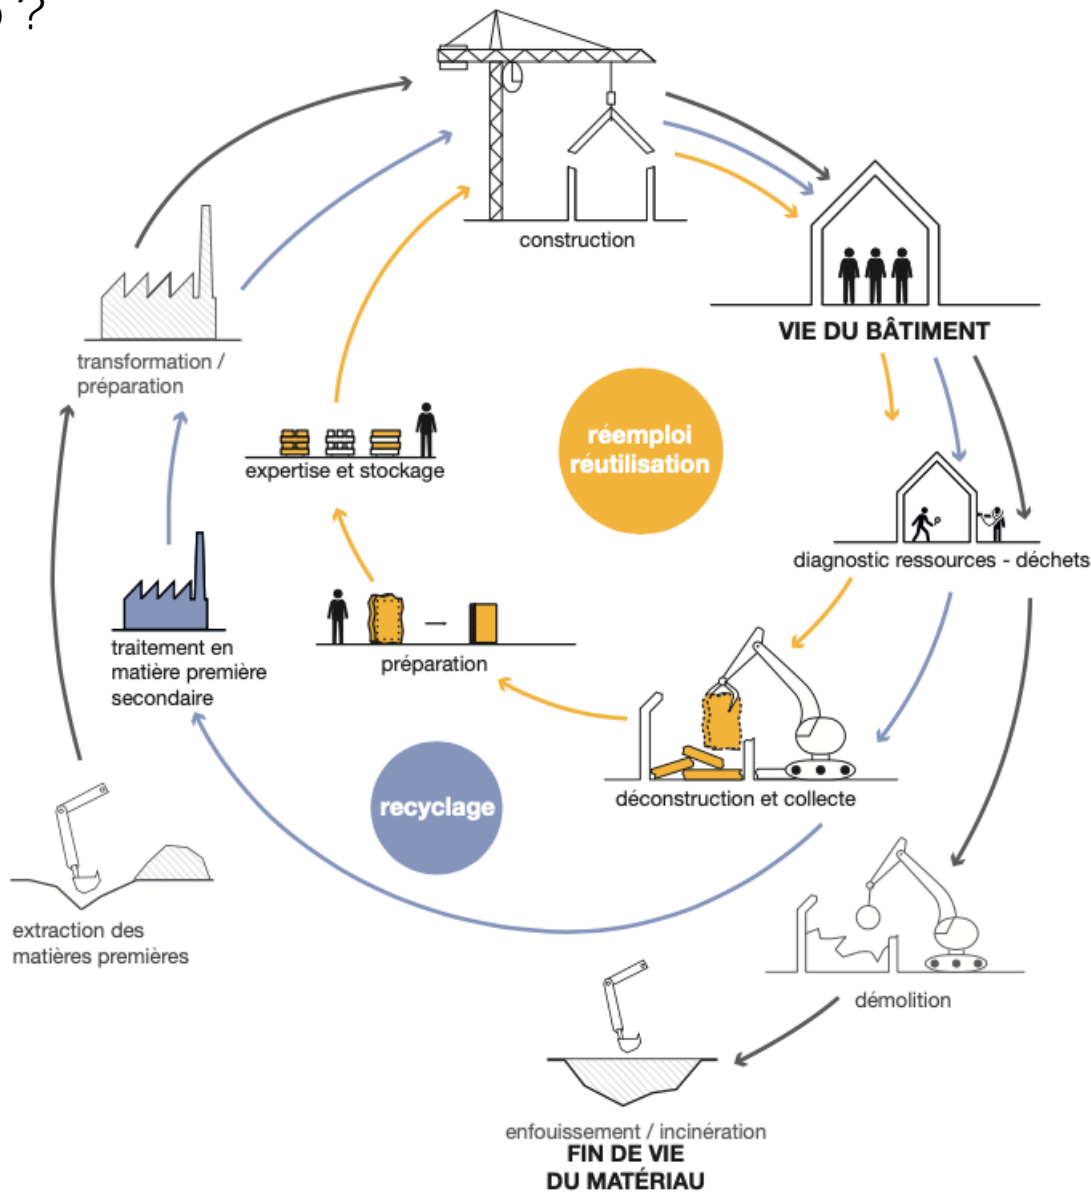 ?
construction
VIE DU BÂTIMENT
transformation /
préparation
réemploi
réutilisation
expertise et stockage
diagnostic ressources - déchets
traitement en
matière première
secondaire
préparation
déconstruction et collecte
recyclage
extraction des
matières premières
démolition
enfouissement / incinération
FIN DE VIE
DU MATÉRIAU